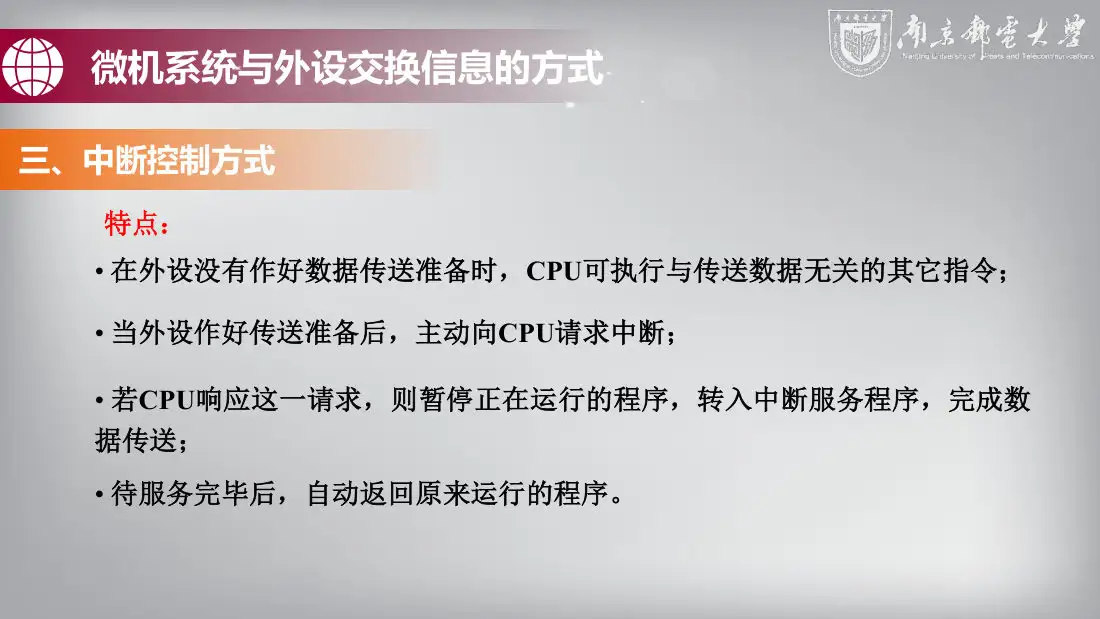 南京邮电大学
Nanjing University of Posts and Telecommunications
微机系统与外设交换信息的方式
三、中断控制方式
特点：
• 在外设没有作好数据传送准备时，CPU可执行与传送数据无关的其它指令；
• 当外设作好传送准备后，主动向CPU请求中断；
• 若CPU响应这一请求，则暂停正在运行的程序，转入中断服务程序，完成数
据传送；
• 待服务完毕后，自动返回原来运行的程序。